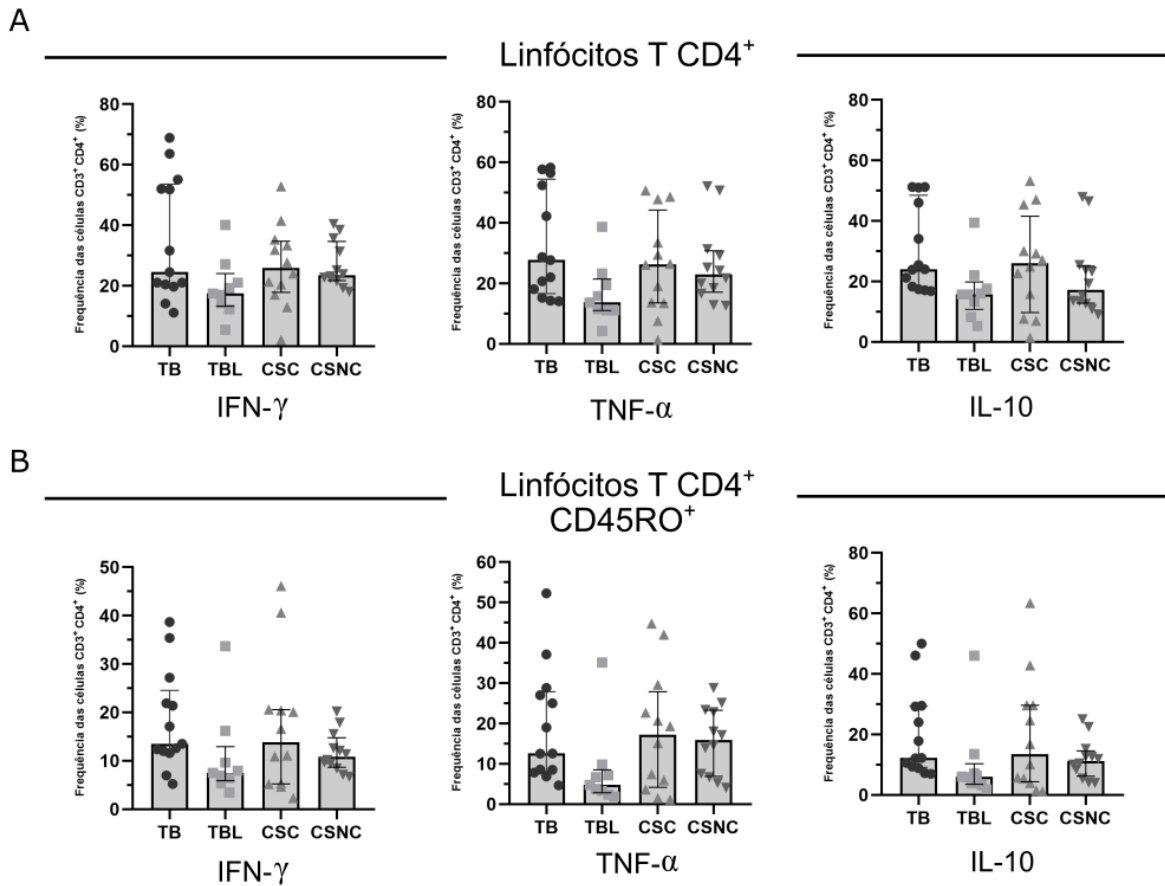 A
Linfócitos T CD4⁺
Frequência das células CD3⁺ CD4⁺ (%)
80
60
40
20
0
TB TBL CSC CSNC
IFN-γ
Frequência das células CD3⁺ CD4⁺ (%)
80
60
40
20
0
TB TBL CSC CSNC
TNF-α
Frequência das células CD3⁺ CD4⁺ (%)
80
60
40
20
0
TB TBL CSC CSNC
IL-10
B
Linfócitos T CD4⁺
CD45RO⁺
Frequência das células CD3⁺ CD4⁺ (%)
50
40
30
20
10
0
TB TBL CSC CSNC
IFN-γ
Frequência das células CD3⁺ CD4⁺ (%)
60
50
40
30
20
10
0
TB TBL CSC CSNC
TNF-α
Frequência das células CD3⁺ CD4⁺ (%)
80
60
40
20
0
TB TBL CSC CSNC
IL-10